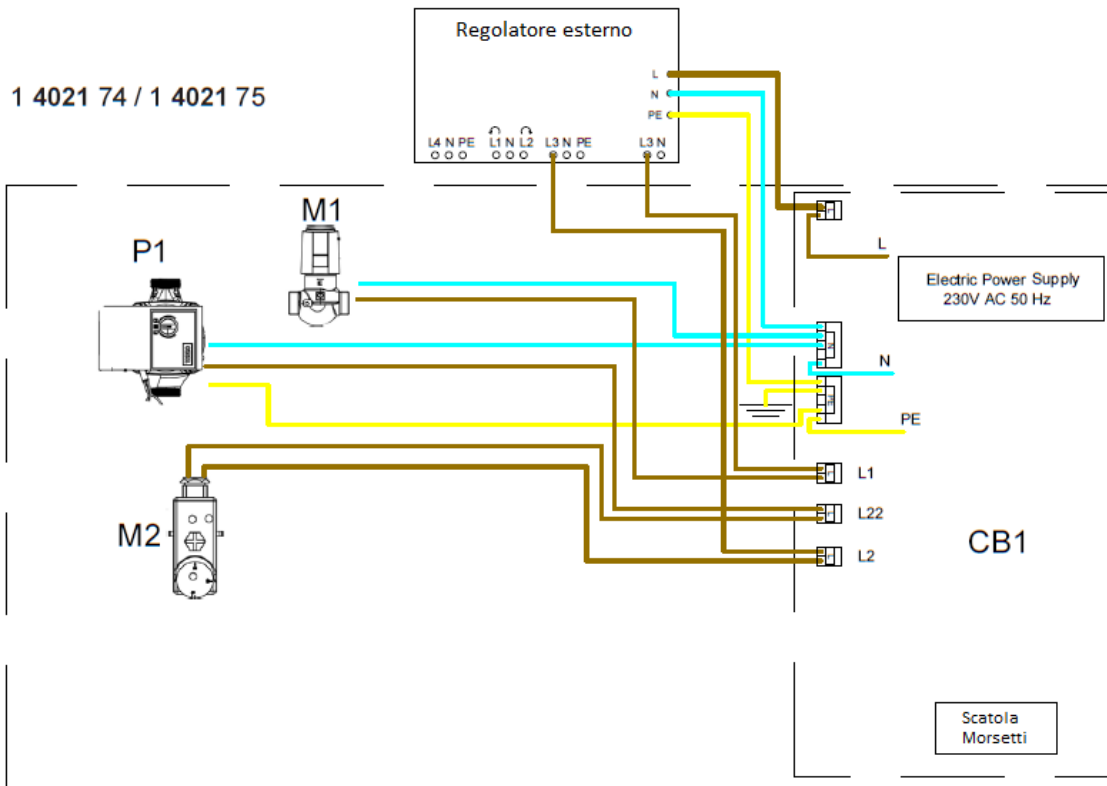 Regolatore esterno
1 4021 74 / 1 4021 75
L
N
PE
L4 N PE
L1 N L2
L3 N PE
L3 N
M1
P1
L
L
Electric Power Supply
230V AC 50 Hz
N
N
PE
PE
L
L1
L
L22
M2
CB1
L
L2
Scatola
Morsetti